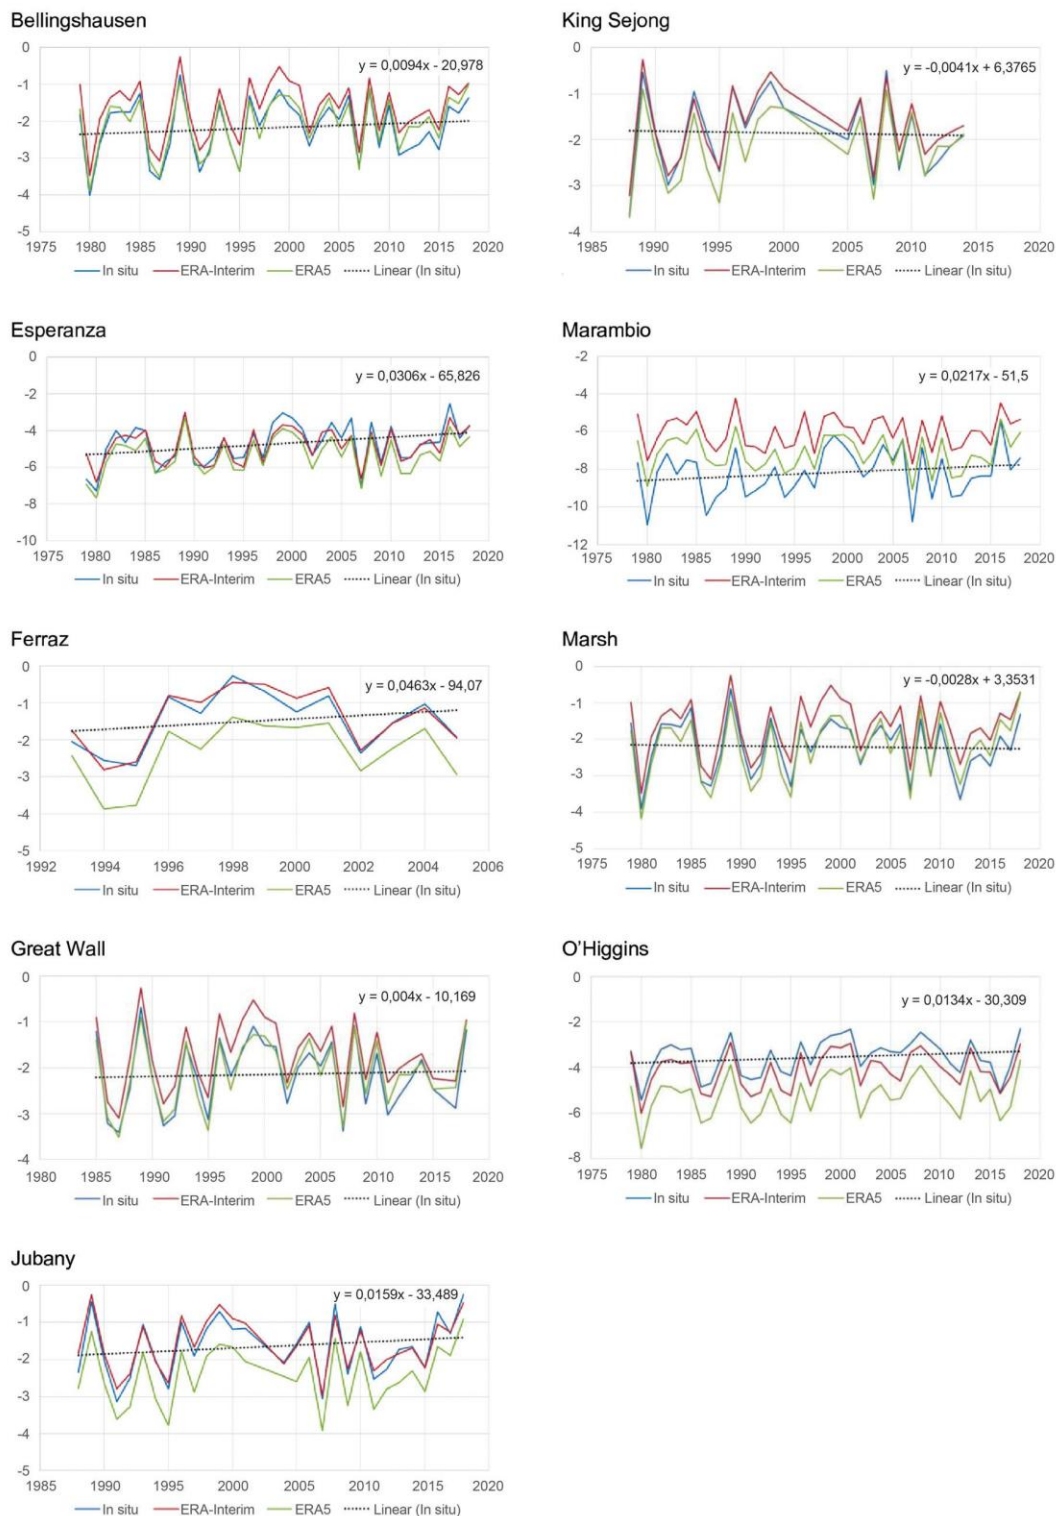 Bellingshausen
y = 0,0094x - 20,978
0
-1
-2
-3
-4
-5
1975 1980 1985 1990 1995 2000 2005 2010 2015 2020
In situ ERA-Interim ERA5 Linear (In situ)
King Sejong
y = -0,0041x + 6,3765
0
-1
-2
-3
-4
1985 1990 1995 2000 2005 2010 2015 2020
In situ ERA-Interim ERA5 Linear (In situ)
Esperanza
y = 0,0306x - 65,826
0
-2
-4
-6
-8
-10
1975 1980 1985 1990 1995 2000 2005 2010 2015 2020
In situ ERA-Interim ERA5 Linear (In situ)
Marambio
y = 0,0217x - 51,5
-2
-4
-6
-8
-10
-12
1975 1980 1985 1990 1995 2000 2005 2010 2015 2020
In situ ERA-Interim ERA5 Linear (In situ)
Ferraz
y = 0,0463x - 94,07
0
-1
-2
-3
-4
-5
1992 1994 1996 1998 2000 2002 2004 2006
In situ ERA-Interim ERA5 Linear (In situ)
Marsh
y = -0,0028x + 3,3531
0
-1
-2
-3
-4
-5
1975 1980 1985 1990 1995 2000 2005 2010 2015 2020
In situ ERA-Interim ERA5 Linear (In situ)
Great Wall
y = 0,004x - 10,169
0
-1
-2
-3
-4
1980 1985 1990 1995 2000 2005 2010 2015 2020
In situ ERA-Interim ERA5 Linear (In situ)
O'Higgins
y = 0,0134x - 30,309
0
-2
-4
-6
-8
1975 1980 1985 1990 1995 2000 2005 2010 2015 2020
In situ ERA-Interim ERA5 Linear (In situ)
Jubany
y = 0,0159x - 33,489
0
-1
-2
-3
-4
-5
1985 1990 1995 2000 2005 2010 2015 2020
In situ ERA-Interim ERA5 Linear (In situ)